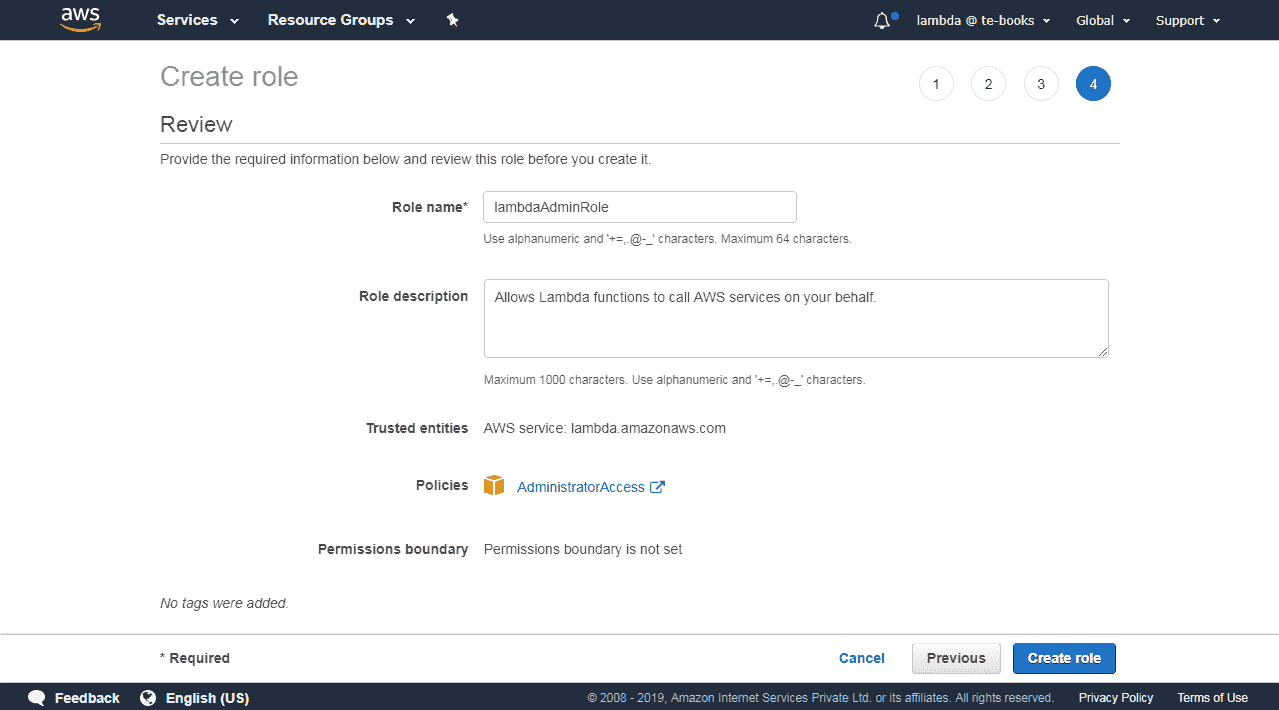 aws Services Resource Groups lambda @ te-books Global Support
Create role 1 2 3 4
Review
Provide the required information below and review this role before you create it.
Role name* lambdaAdminRole
Use alphanumeric and '+=,.@-_' characters. Maximum 64 characters.
Role description Allows Lambda functions to call AWS services on your behalf.
Maximum 1000 characters. Use alphanumeric and '+=,.@-_' characters.
Trusted entities AWS service: lambda.amazonaws.com
Policies AdministratorAccess
Permissions boundary Permissions boundary is not set
No tags were added.
* Required Cancel Previous Create role
Feedback English (US) © 2008 - 2019, Amazon Internet Services Private Ltd. or its affiliates. All rights reserved. Privacy Policy Terms of Use